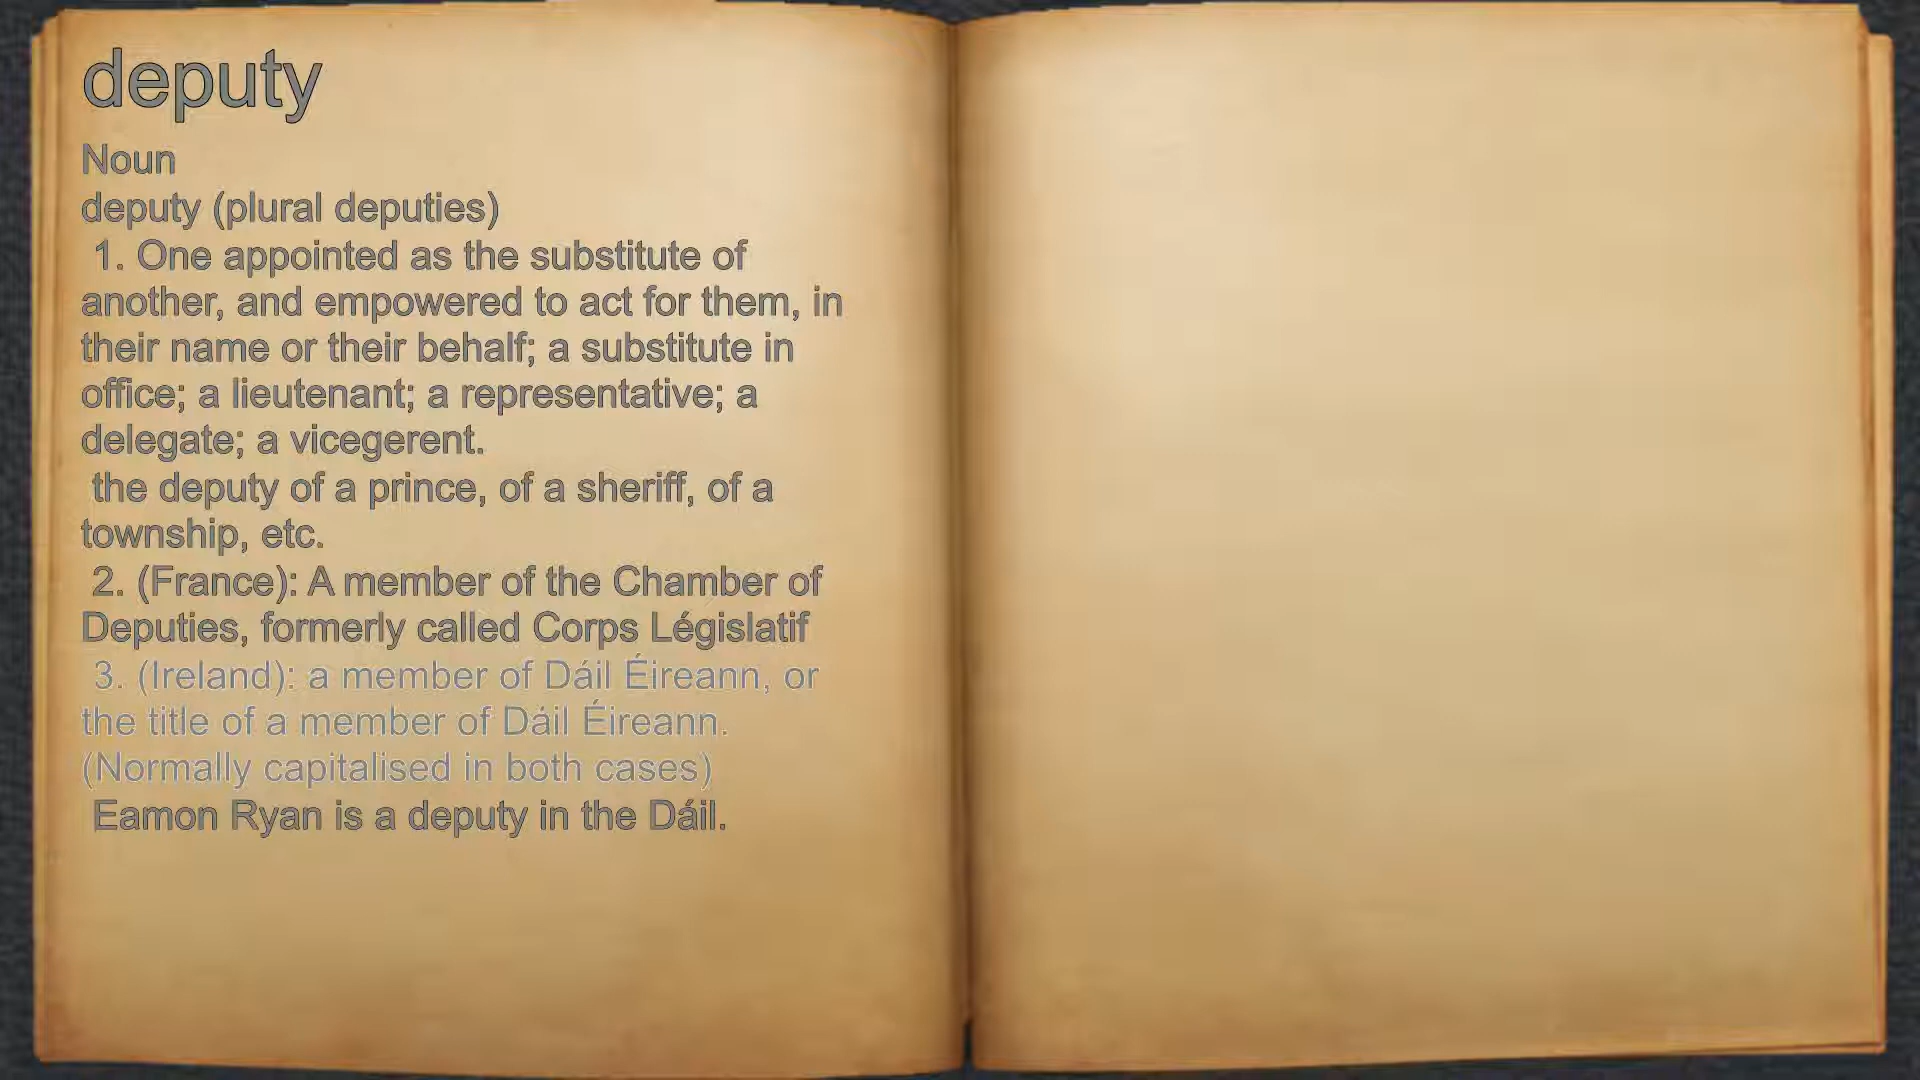 deputy
Noun
deputy (plural deputies)
1. One appointed as the substitute of
another, and empowered to act for them, in
their name or their behalf; a substitute in
office; a lieutenant; a representative; a
delegate; a vicegerent.
the deputy of a prince, of a sheriff, of a
township, etc.
2. (France): A member of the Chamber of
Deputies, formerly called Corps Législatif
3. (Ireland): a member of Dáil Éireann, or
the title of a member of Dáil Éireann.
(Normally capitalised in both cases)
Eamon Ryan is a deputy in the Dáil.